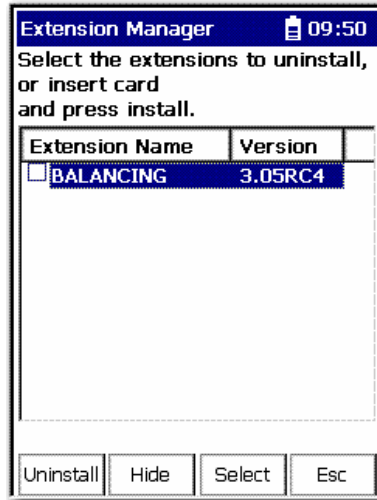 Extension Manager 09:50
Select the extensions to uninstall,
or insert card
and press install.
Extension Name Version
BALANCING 3.05RC4
Uninstall Hide Select Esc